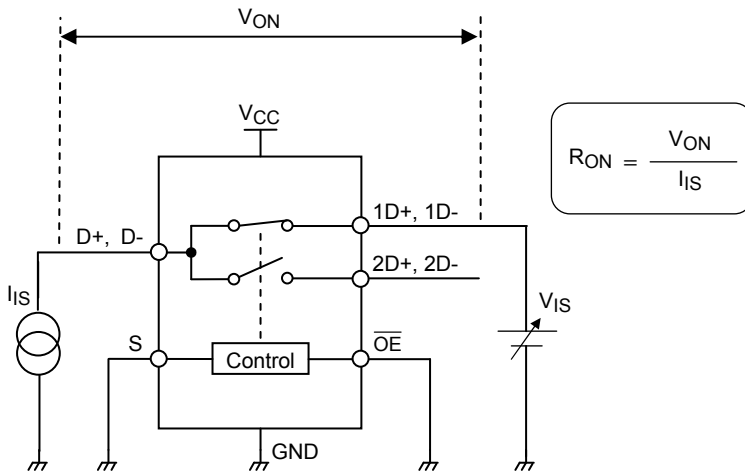 VON
VCC
RON = VON / IIS
D+, D-
1D+, 1D-
2D+, 2D-
IIS
VIS
S
Control
OE
GND